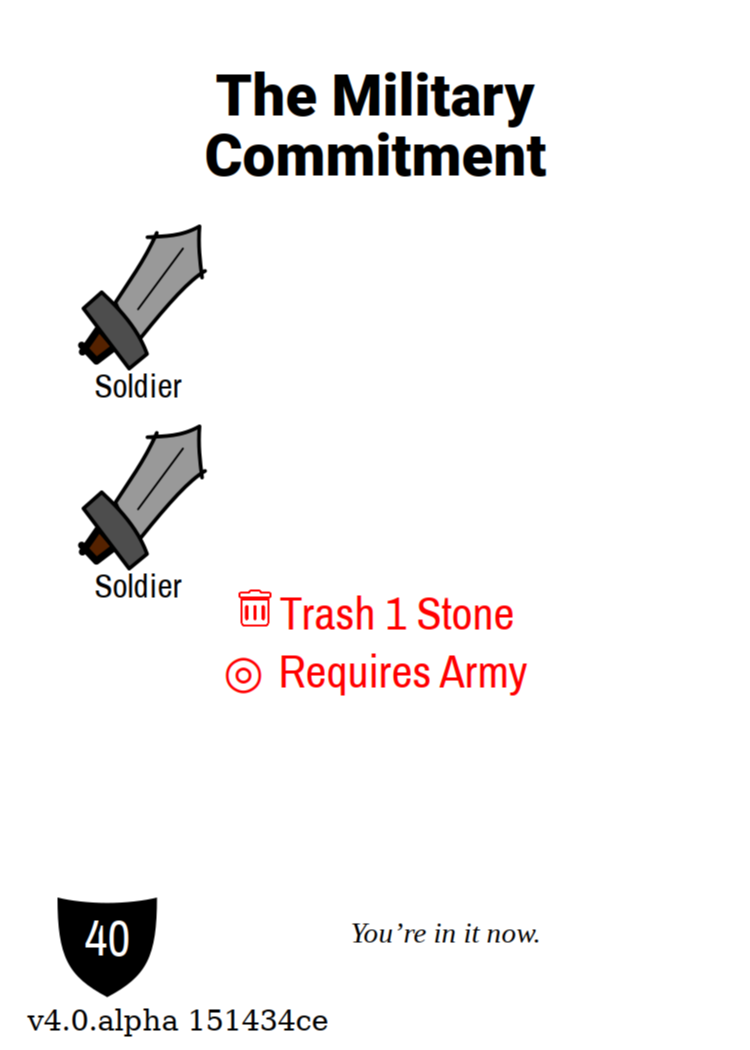 The Military
Commitment
Soldier
Soldier
Trash 1 Stone
Requires Army
40
You’re in it now.
v4.0.alpha 151434ce